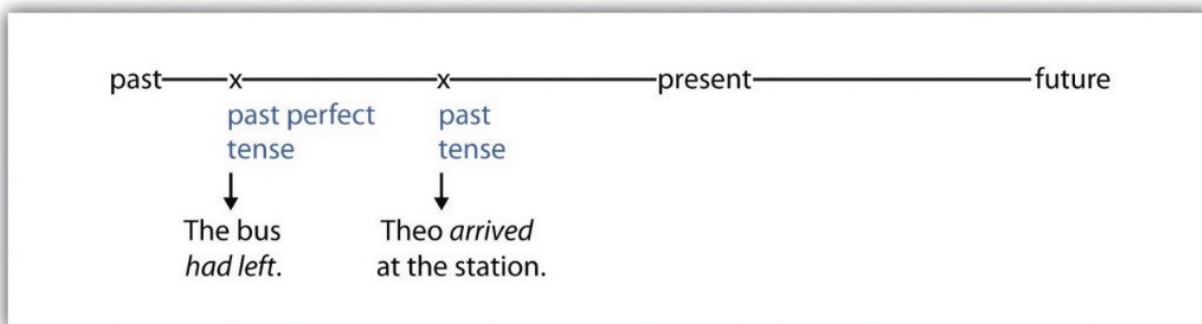 past x x present future
past perfect past
tense tense
The bus Theo arrived
had left. at the station.